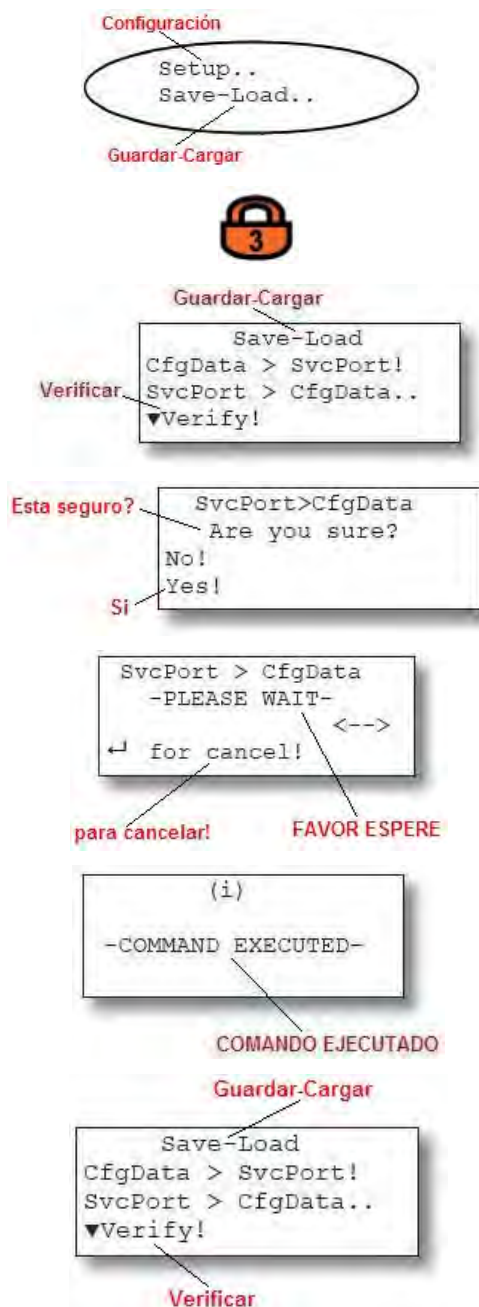 Configuración
Setup..
Save-Load..
Guardar-Cargar
3
Guardar-Cargar
Save-Load
CfgData > SvcPort!
Verificar
SvcPort > CfgData..
▼Verify!
Esta seguro?
SvcPort>CfgData
Are you sure?
No!
Si
Yes!
SvcPort > CfgData
-PLEASE WAIT-
<-->
↵ for cancel!
para cancelar!
FAVOR ESPERE
(i)
-COMMAND EXECUTED-
COMANDO EJECUTADO
Guardar-Cargar
Save-Load
CfgData > SvcPort!
SvcPort > CfgData..
▼Verify!
Verificar